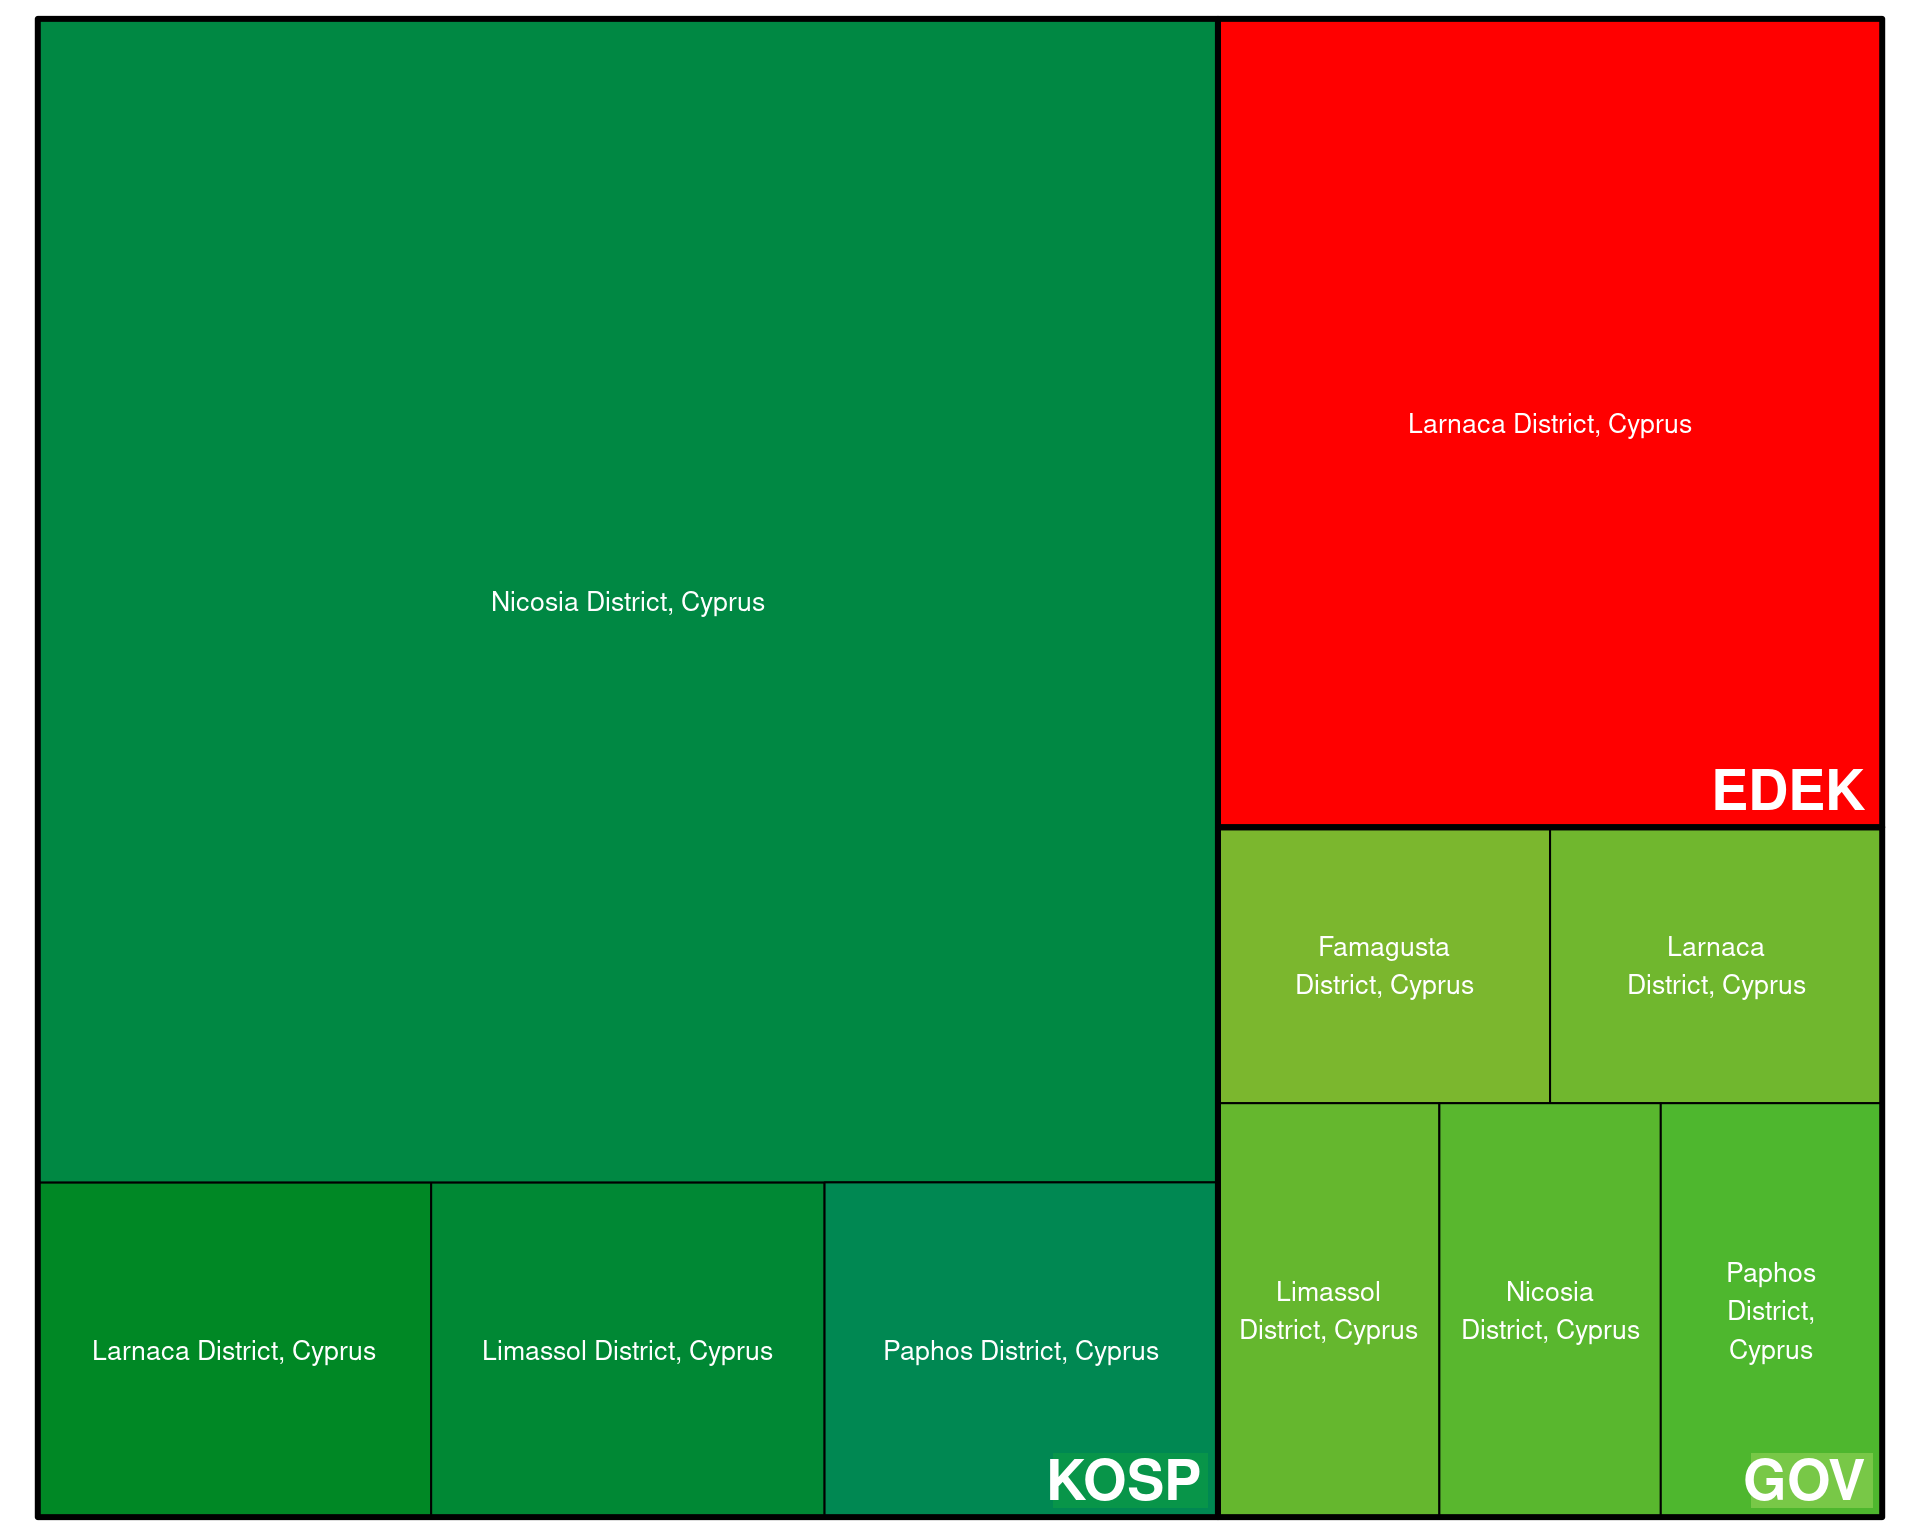 Nicosia District, Cyprus
Larnaca District, Cyprus
Limassol District, Cyprus
Paphos District, Cyprus
KOSP
Larnaca District, Cyprus
EDEK
Famagusta
District, Cyprus
Larnaca
District, Cyprus
Limassol
District, Cyprus
Nicosia
District, Cyprus
Paphos
District,
Cyprus
GOV